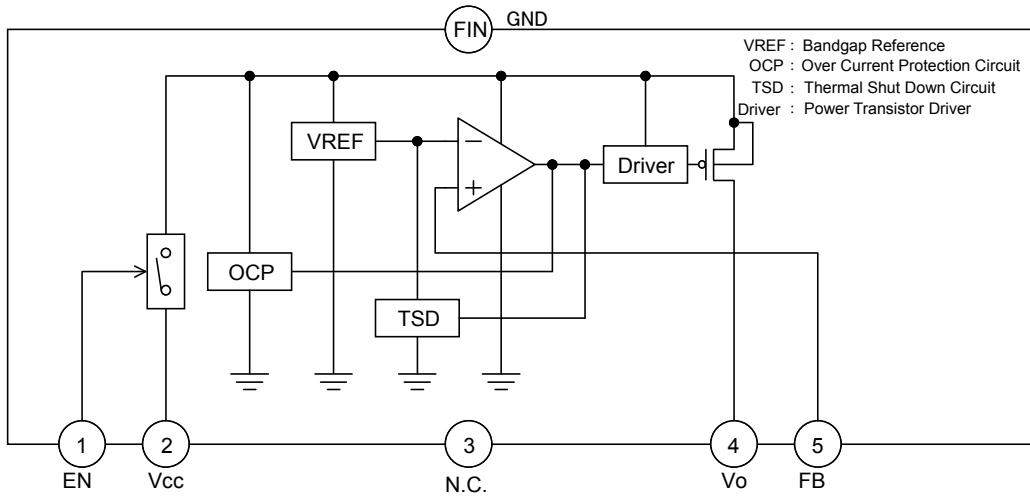 FIN GND
VREF : Bandgap Reference
OCP : Over Current Protection Circuit
TSD : Thermal Shut Down Circuit
Driver : Power Transistor Driver
VREF
−
+
Driver
OCP
TSD
1
2
3
4
5
EN
Vcc
N.C.
Vo
FB